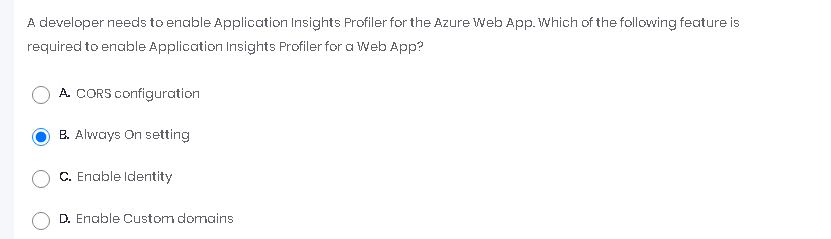 A developer needs to enable Application Insights Profiler for the Azure Web App. Which of the following feature is
required to enable Application Insights Profiler for a Web App?
A. CORS configuration
B. Always On setting
C. Enable Identity
D. Enable Custom domains